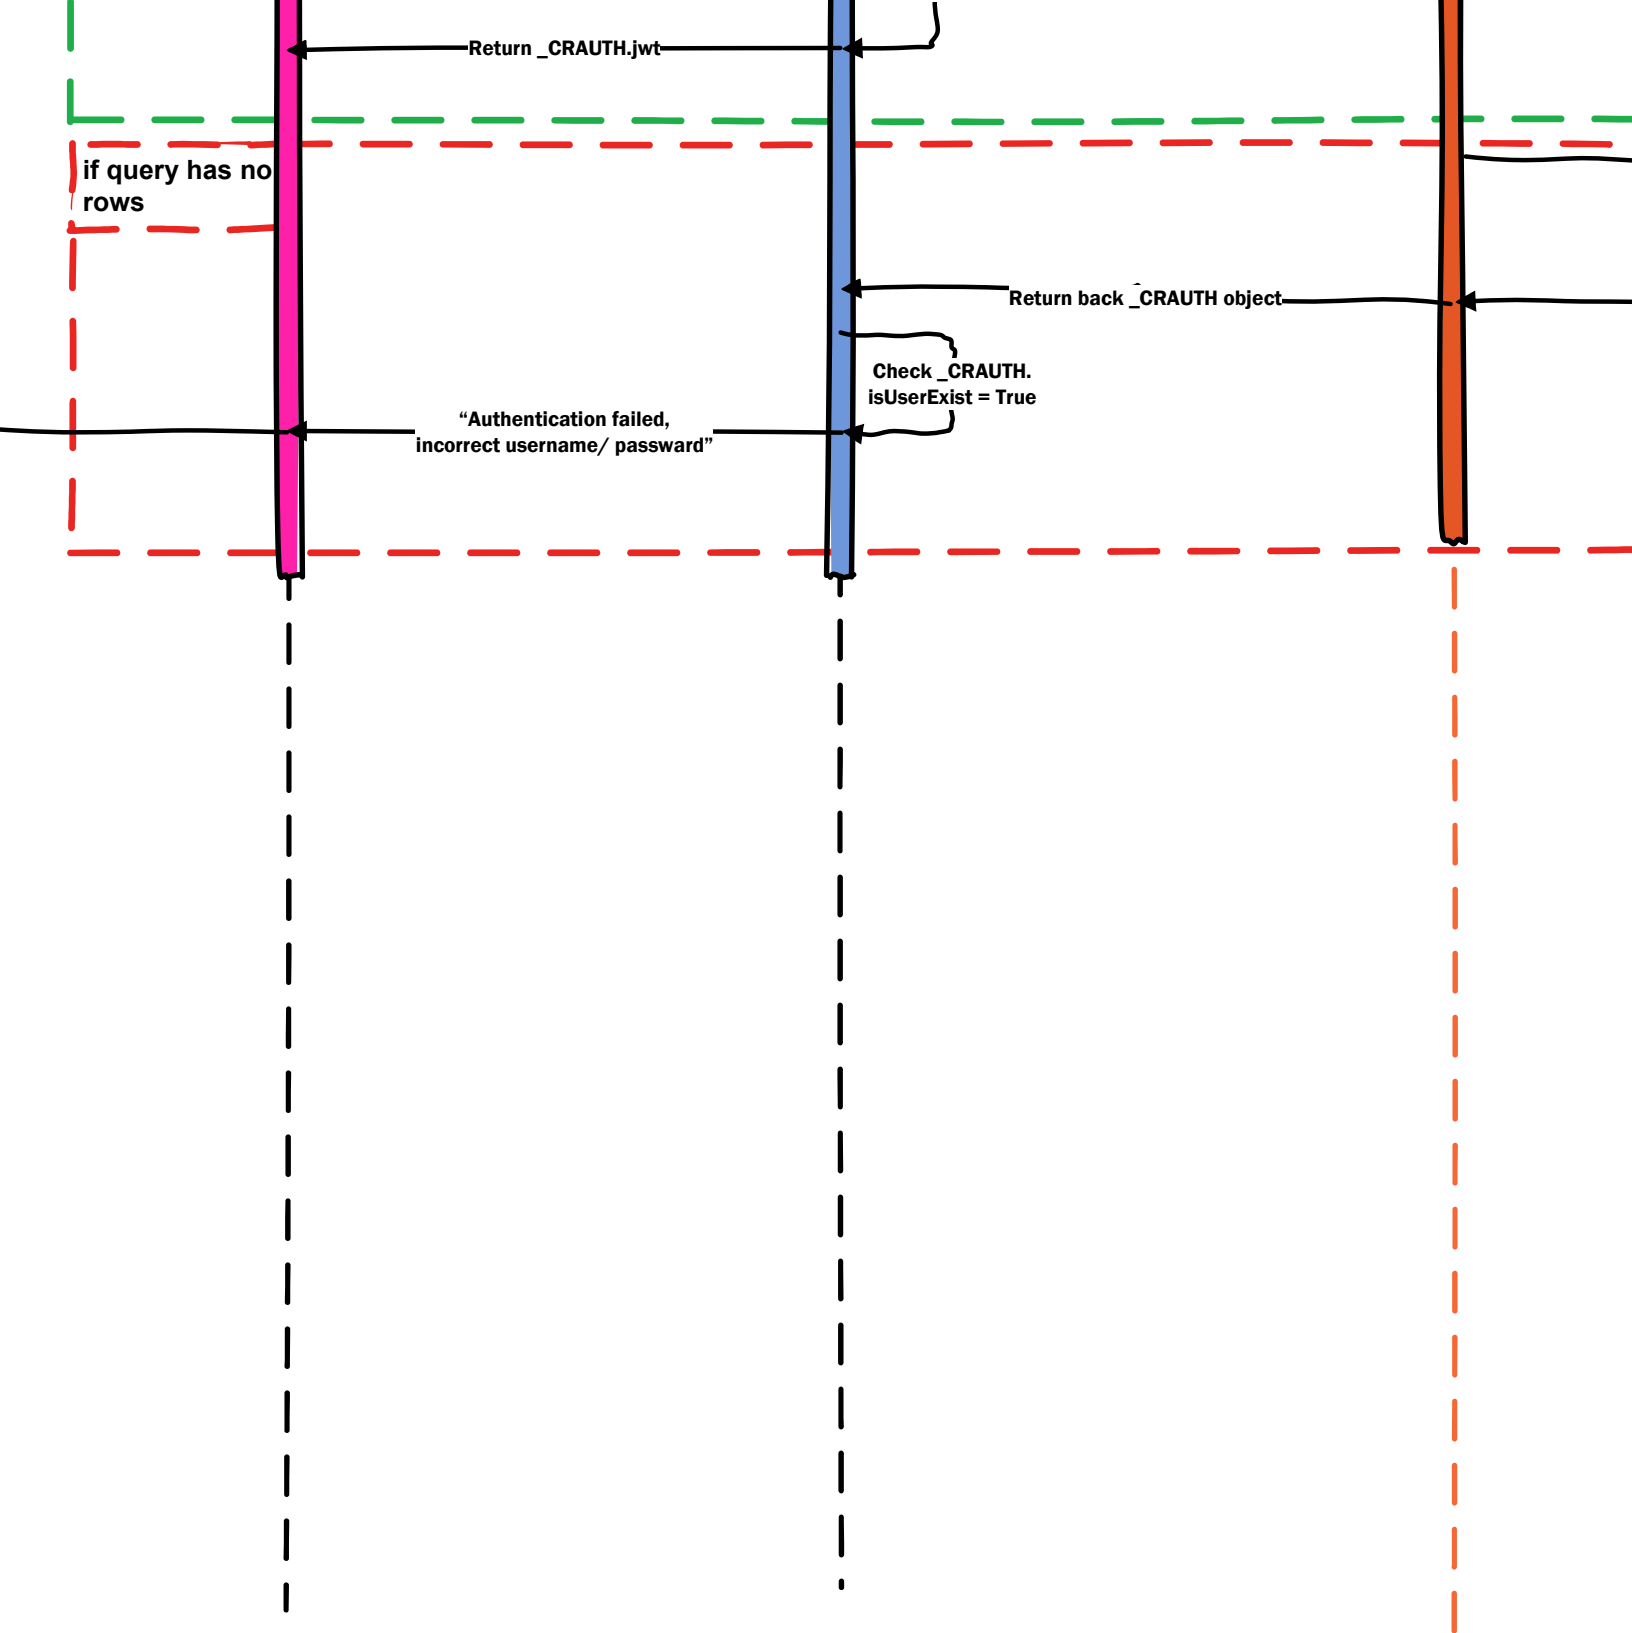 Return _CRAUTH.jwt
if query has no
rows
Return back _CRAUTH object
Check _CRAUTH.
isUserExist = True
“Authentication failed,
incorrect username/ passward”